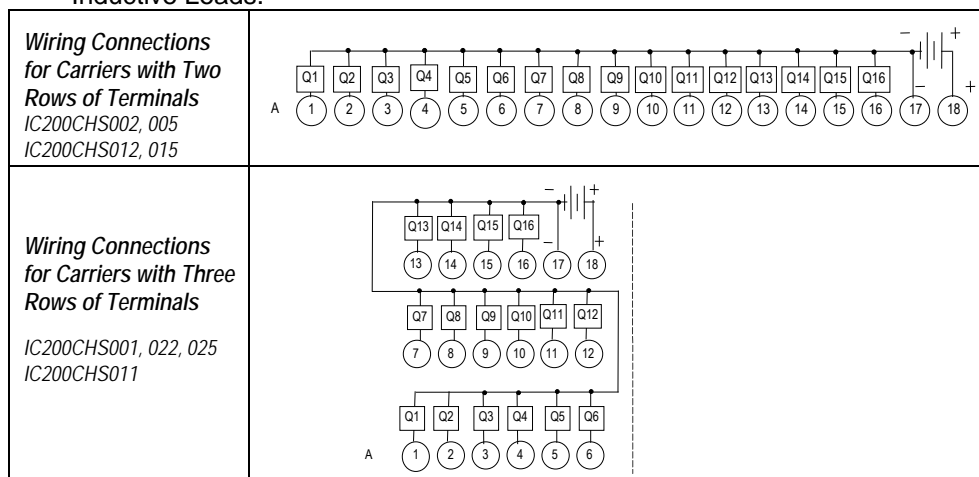 Inductive Loads.
Wiring Connections
for Carriers with Two
Rows of Terminals
IC200CHS002, 005
IC200CHS012, 015
− +
Q1 Q2 Q3 Q4 Q5 Q6 Q7 Q8 Q9 Q10 Q11 Q12 Q13 Q14 Q15 Q16
− +
A 1 2 3 4 5 6 7 8 9 10 11 12 13 14 15 16 17 18
Wiring Connections
for Carriers with Three
Rows of Terminals
IC200CHS001, 022, 025
IC200CHS011
− +
Q13 Q14 Q15 Q16
− +
13 14 15 16 17 18
Q7 Q8 Q9 Q10 Q11 Q12
7 8 9 10 11 12
Q1 Q2 Q3 Q4 Q5 Q6
A 1 2 3 4 5 6